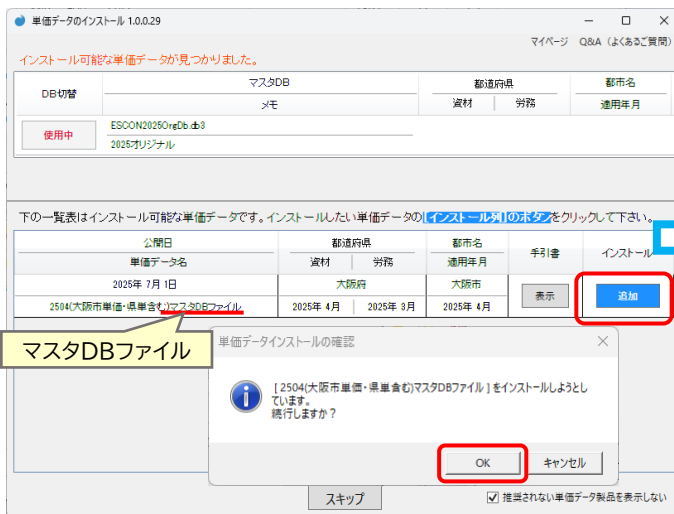 単価データのインストール 1.0.0.29
マイページ Q&A (よくあるご質問)
インストール可能な単価データが見つかりました。
DB切替 マスタDB 都道府県 都市名
メモ 資材 労務 適用年月
使用中 ESCON2025OrgDb.db3
2025オリジナル
下の一覧表はインストール可能な単価データです。インストールしたい単価データの[インストール列]のボタンをクリックして下さい。
公開日 都道府県 都市名 手引書 インストール
単価データ名 資材 労務 適用年月
2025年 7月 1日 大阪府 大阪市 表示 追加
2504(大阪市単価・県単含む)マスタDBファイル 2025年 4月 2025年 3月 2025年 4月
マスタDBファイル
単価データインストールの確認
[ 2504(大阪市単価・県単含む)マスタDB7ファイル ] をインストールしようとし
ています。
続行しますか？
OK キャンセル
スキップ 推奨されない単価データ製品を表示しない